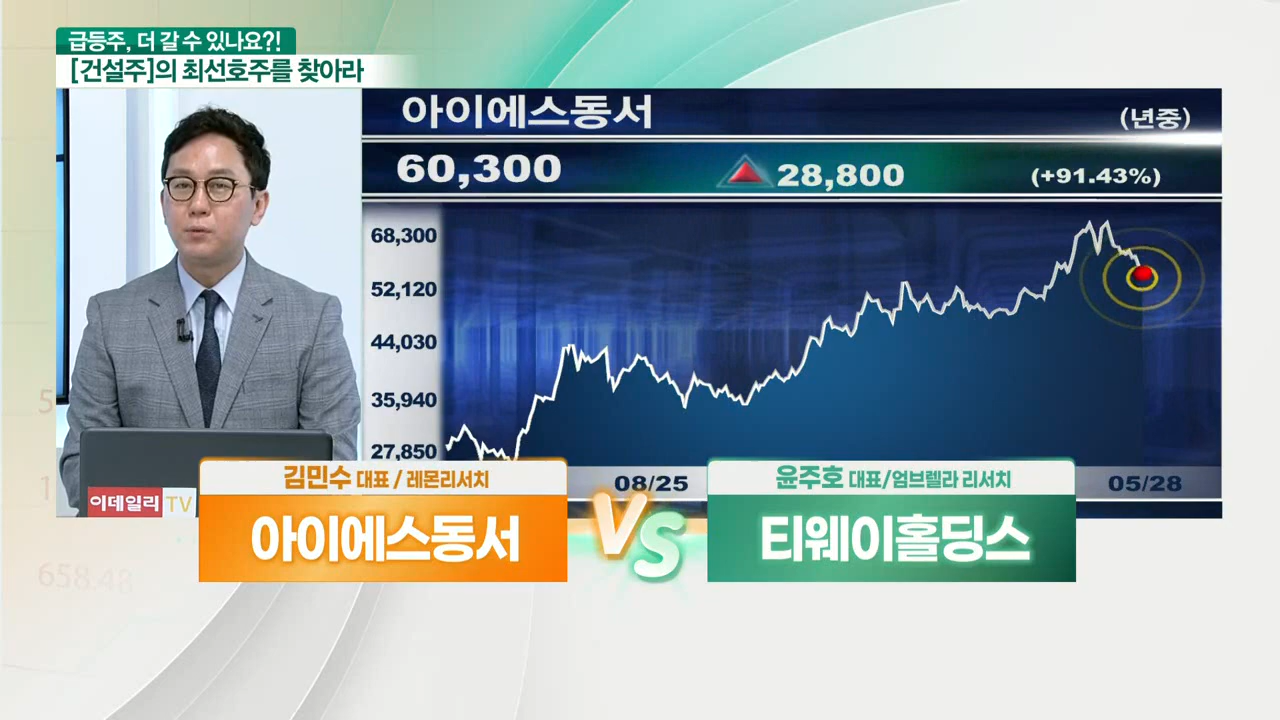 급등주, 더 갈 수 있나요?!
[건설주]의 최선호주를 찾아라
아이에스동서
(년중)
60,300
28,800
(+91.43%)
68,300
52,120
44,030
35,940
27,850
08/25
05/28
이데일리 TV
김민수 대표 / 레몬리서치
아이에스동서
VS
윤주호 대표/엄브렐라 리서치
티웨이홀딩스
658.48